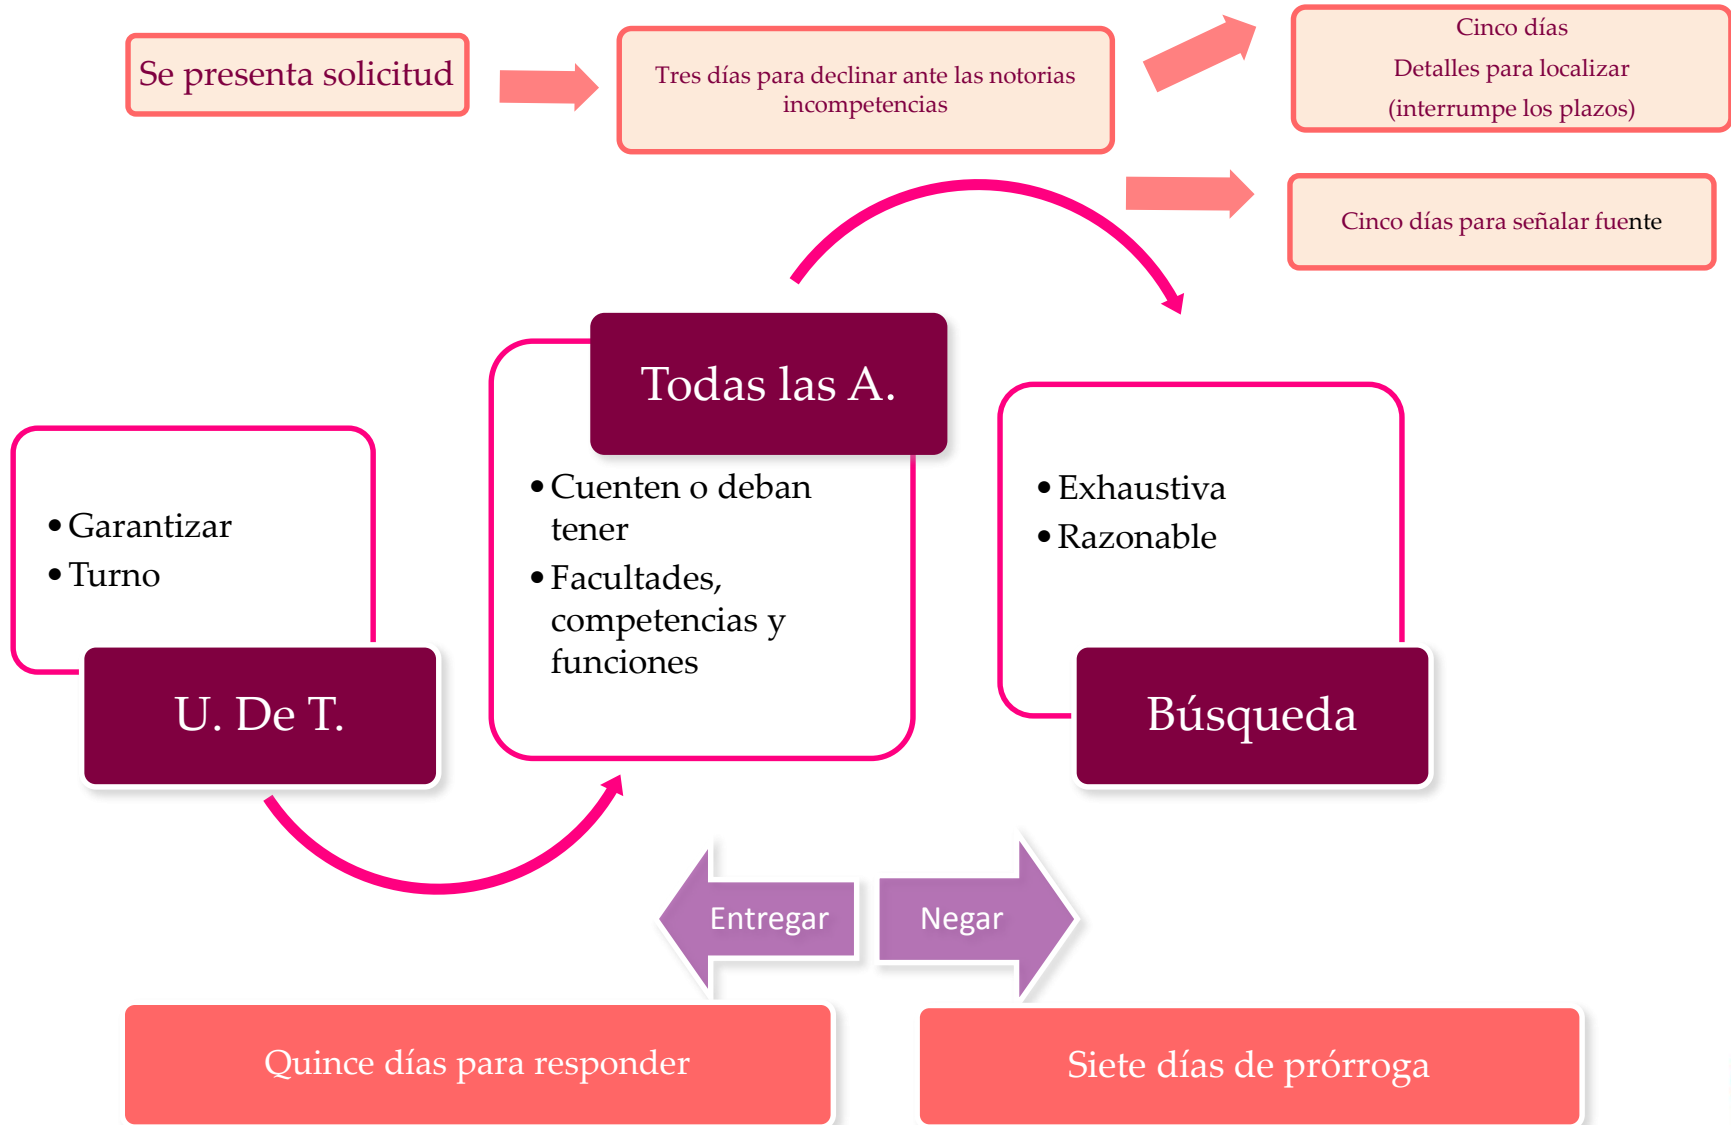 Se presenta solicitud
Tres días para declinar ante las notorias
incompetencias
Cinco días
Detalles para localizar
(interrumpe los plazos)
Cinco días para señalar fuente
• Garantizar
• Turno
U. De T.
Todas las A.
• Cuenten o deban
tener
• Facultades,
competencias y
funciones
• Exhaustiva
• Razonable
Búsqueda
Entregar
Negar
Quince días para responder
Siete días de prórroga